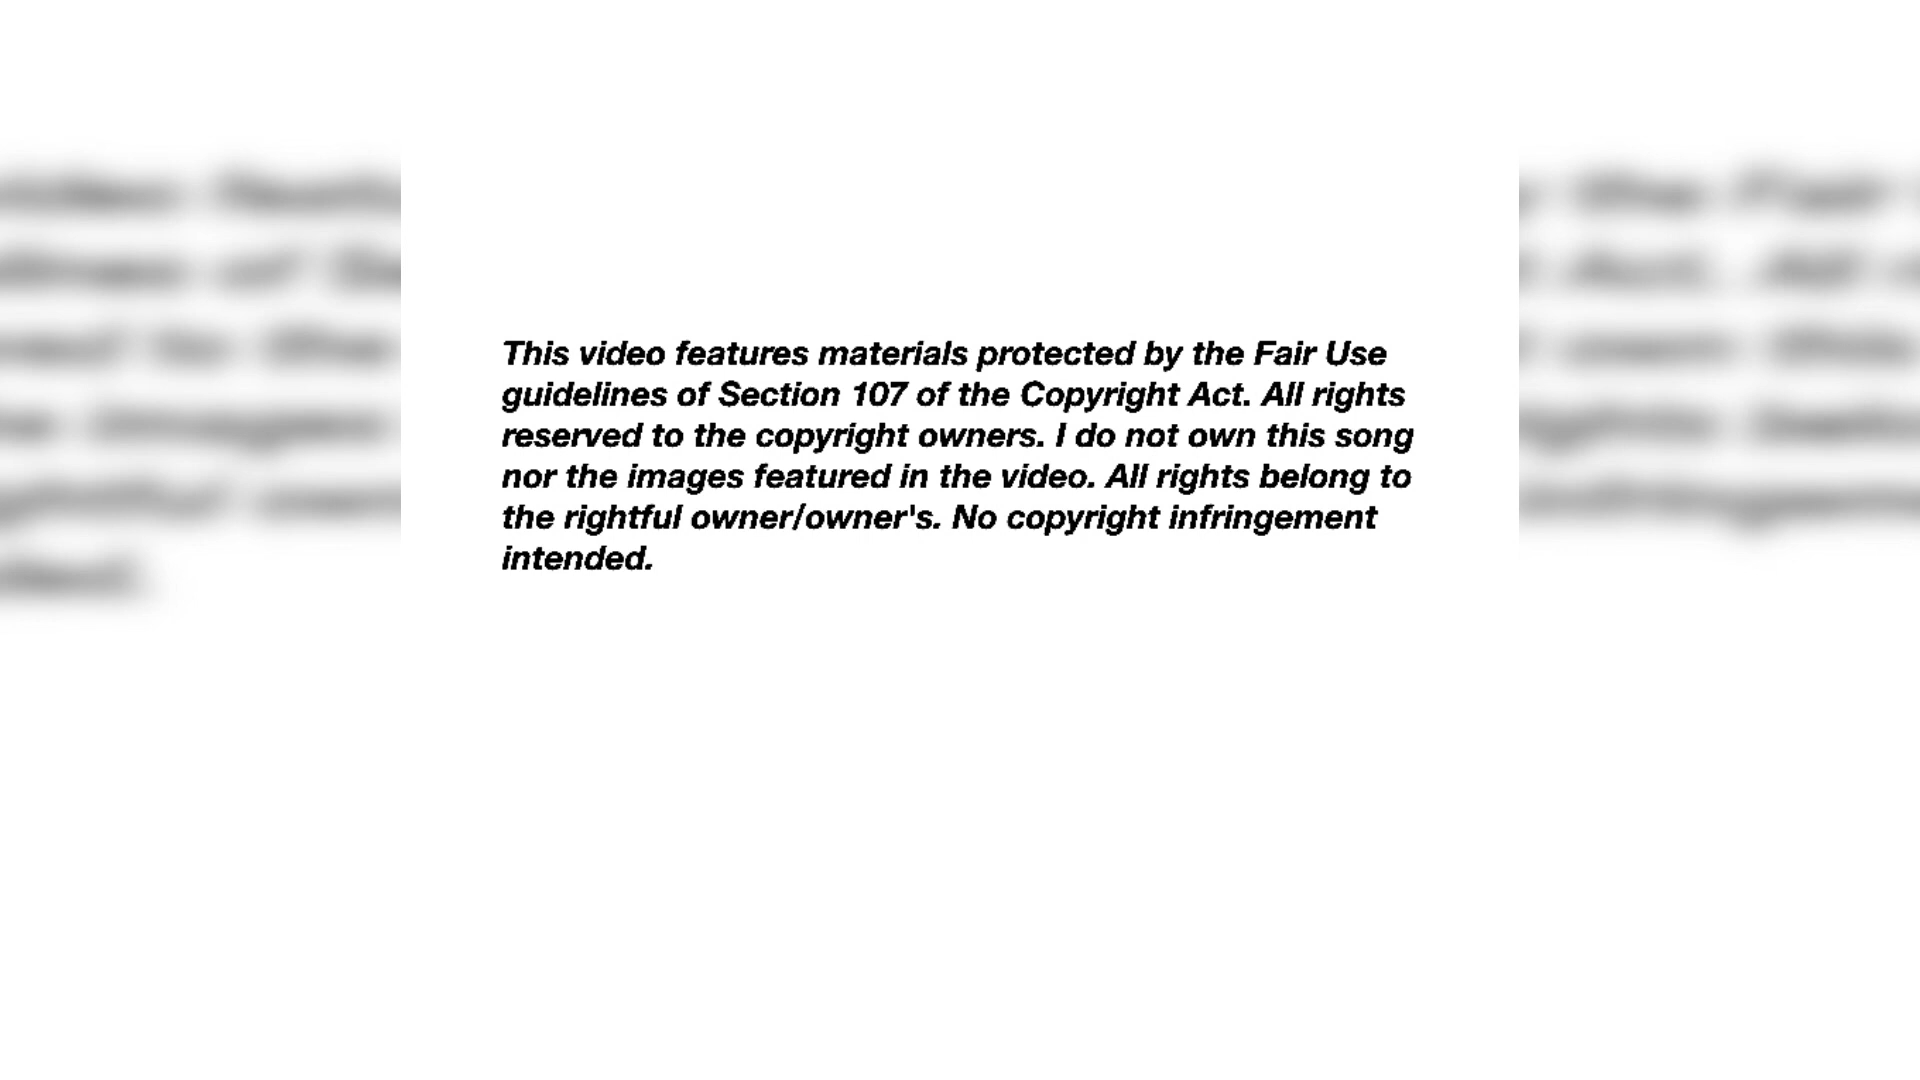 This video features materials protected by the Fair Use
guidelines of Section 107 of the Copyright Act. All rights
reserved to the copyright owners. I do not own this song
nor the images featured in the video. All rights belong to
the rightful owner/owner's. No copyright infringement
intended.